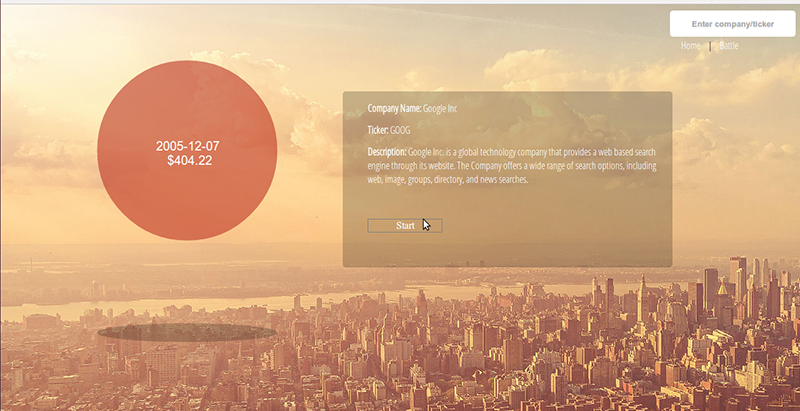 Enter company/ticker
Home | Battle
2005-12-07
$404.22
Company Name: Google Inc
Ticker: GOOG
Description: Google Inc. is a global technology company that provides a web based search
engine through its website. The Company offers a wide range of search options, including
web, image, groups, directory, and news searches.
Start